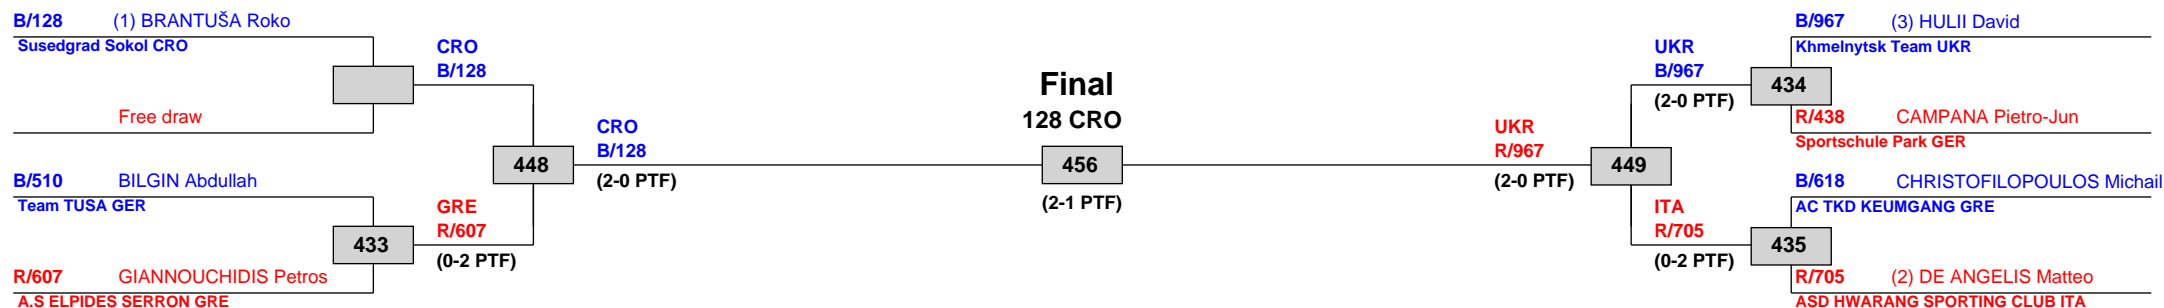 B/128 (1) BRANTUŠA Roko
Susedgrad Sokol CRO
Free draw
B/510 BILGIN Abdullah
Team TUSA GER
R/607 GIANNOUCHIDIS Petros
A.S ELPIDES SERRON GRE
CRO
B/128
433
GRE
R/607
(0-2 PTF)
448
CRO
B/128
(2-0 PTF)
Final
128 CRO
456
(2-1 PTF)
UKR
R/967
(2-0 PTF)
449
UKR
B/967
(2-0 PTF)
ITA
R/705
(0-2 PTF)
434
435
B/967 (3) HULII David
Khmelnytsk Team UKR
R/438 CAMPANA Pietro-Jun
Sportschule Park GER
B/618 CHRISTOFILOPOULOS Michail
AC TKD KEUMGANG GRE
R/705 (2) DE ANGELIS Matteo
ASD HWARANG SPORTING CLUB ITA